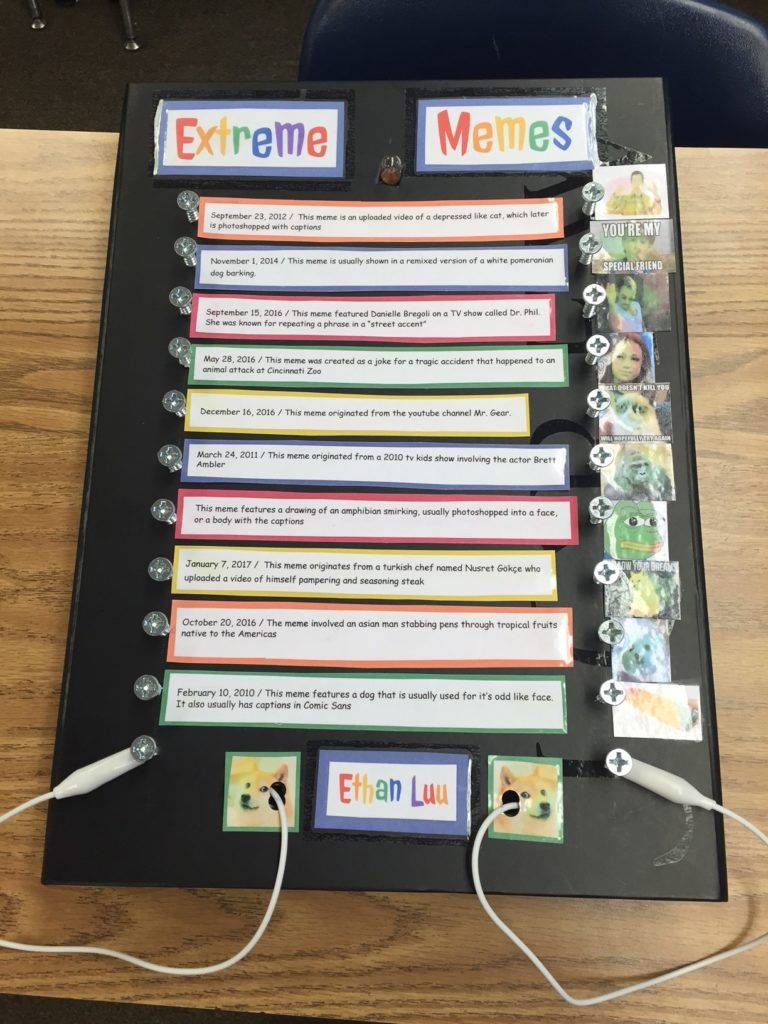 Extreme Memes
September 23, 2012 / This meme is an uploaded video of a depressed like cat, which later
is photoshopped with captions
November 1, 2014 / This meme is usually shown in a remixed version of a white pomeranian
dog barking.
September 15, 2016 / This meme featured Danielle Bregoli on a TV show called Dr. Phil.
She was known for repeating a phrase in a "street accent"
May 28, 2016 / This meme was created as a joke for a tragic accident that happened to an
animal attack at Cincinnati Zoo
December 16, 2016 / This meme originated from the youtube channel Mr. Gear.
March 24, 2011 / This meme originated from a 2010 tv kids show involving the actor Brett
Ambler
This meme features a drawing of an amphibian smirking, usually photoshopped into a face,
or a body with the captions
January 7, 2017 / This meme originates from a turkish chef named Nusret Gökçe who
uploaded a video of himself pampering and seasoning steak
October 20, 2016 / The meme involved an asian man stabbing pens through tropical fruits
native to the Americas
February 10, 2010 / This meme features a dog that is usually used for it's odd like face.
It also usually has captions in Comic Sans
YOU'RE MY
SPECIAL FRIEND
WHAT DOESN'T KILL YOU
WILL HOPEFULLY TRY AGAIN
YOUR DREAMS
Ethan Luu